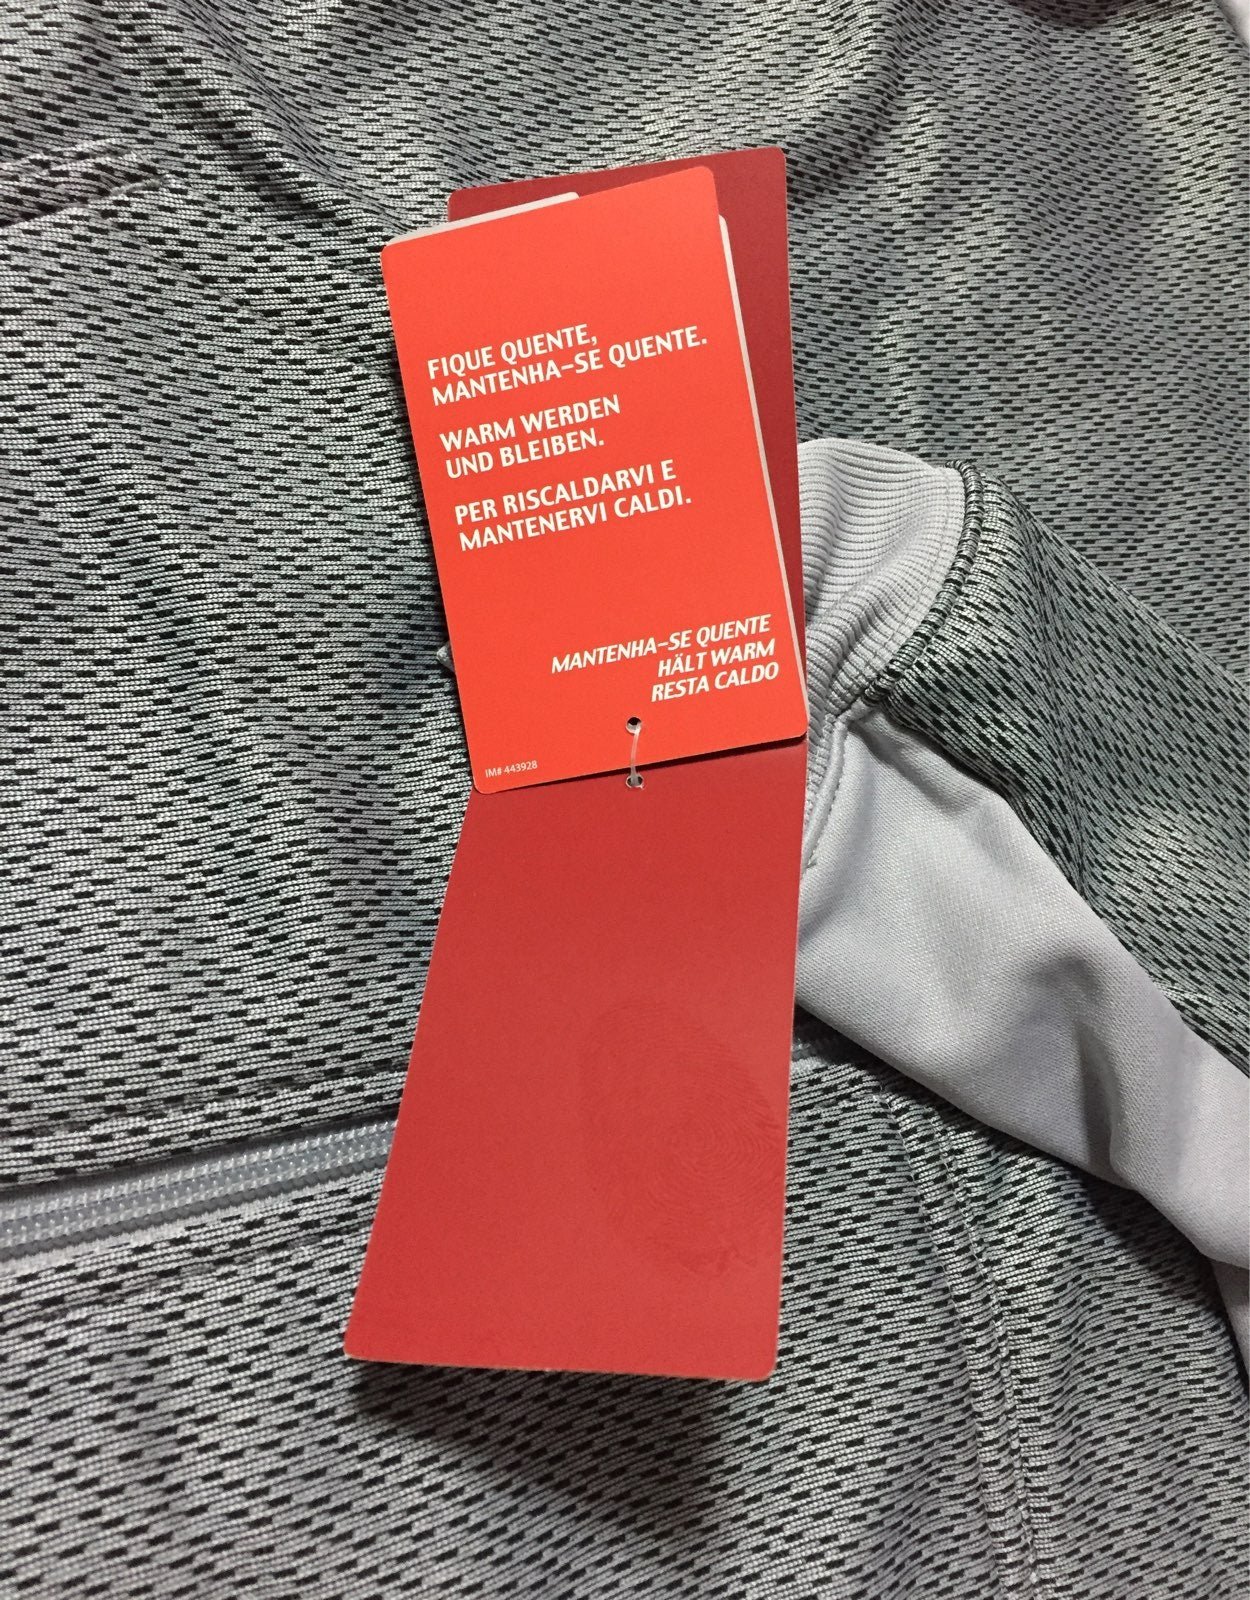 FIQUE QUENTE,
MANTENHA-SE QUENTE.
WARM WERDEN
UND BLEIBEN.
PER RISCALDARVI E
MANTENERVI CALDI.
MANTENHA-SE QUENTE
HÄLT WARM
RESTA CALDO
IM# 443928